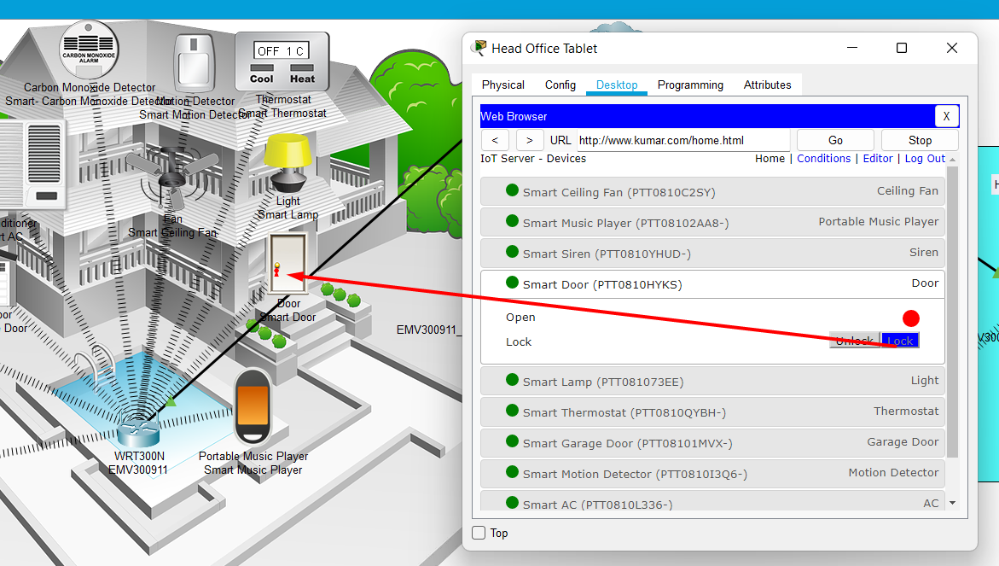 CARBON MONOXIDE
ALARM
Carbon Monoxide Detector
Smart- Carbon Monoxide Detector
Motion Detector
Smart Motion Detector
OFF 1 C
Cool Heat
Thermostat
Smart Thermostat
Fan
Smart Ceiling Fan
Light
Smart Lamp
Door
Smart Door
ditioner
rt AC
oor
e Door
EMV300911_
WRT300N
EMV300911
Portable Music Player
Smart Music Player
Head Office Tablet
Physical Config Desktop Programming Attributes
Web Browser X
< > URL http://www.kumar.com/home.html Go Stop
IoT Server - Devices Home | Conditions | Editor | Log Out
Smart Ceiling Fan (PTT0810C2SY) Ceiling Fan
Smart Music Player (PTT08102AA8-) Portable Music Player
Smart Siren (PTT0810YHUD-) Siren
Smart Door (PTT0810HYKS) Door
Open
Lock Unlock Lock
Smart Lamp (PTT081073EE) Light
Smart Thermostat (PTT0810QYBH-) Thermostat
Smart Garage Door (PTT08101MVX-) Garage Door
Smart Motion Detector (PTT0810I3Q6-) Motion Detector
Smart AC (PTT0810L336-) AC
Top
H
V300